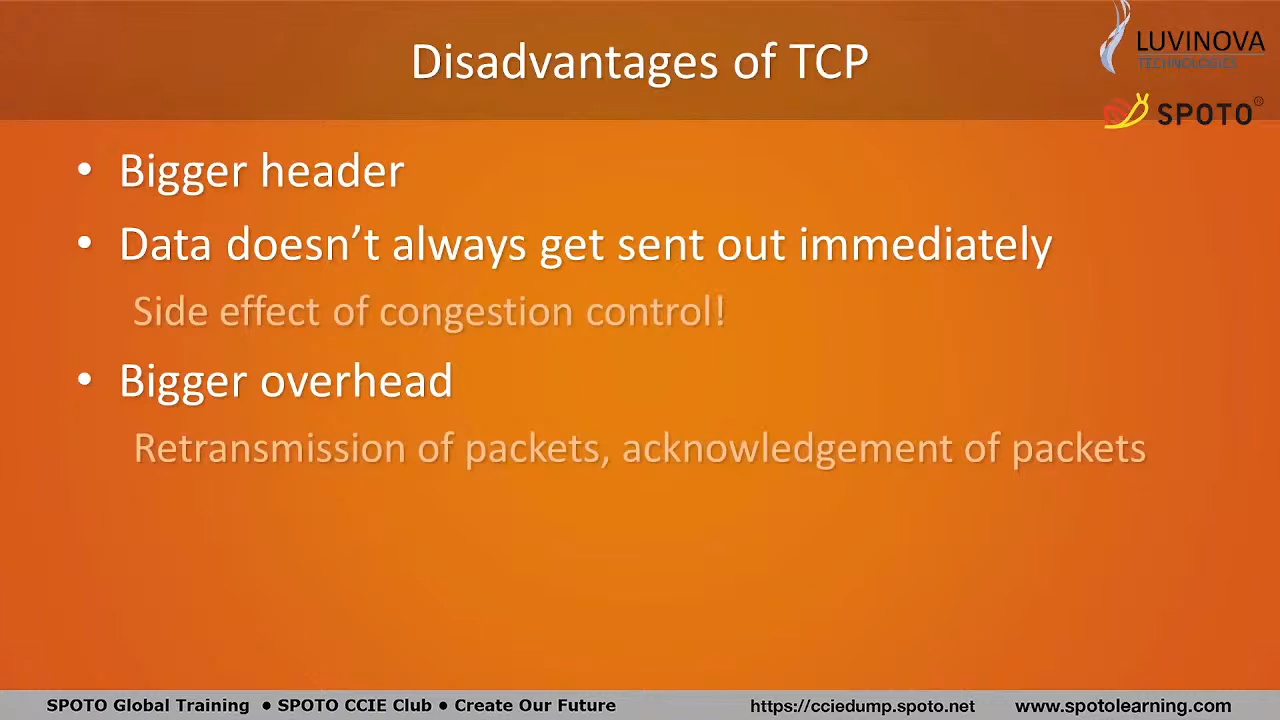 Disadvantages of TCP
LUVINOVA
TECHNOLOGIES
SPOTO®
• Bigger header
• Data doesn’t always get sent out immediately
Side effect of congestion control!
• Bigger overhead
Retransmission of packets, acknowledgement of packets
SPOTO Global Training ● SPOTO CCIE Club ● Create Our Future https://cciedump.spoto.net www.spotolearning.com